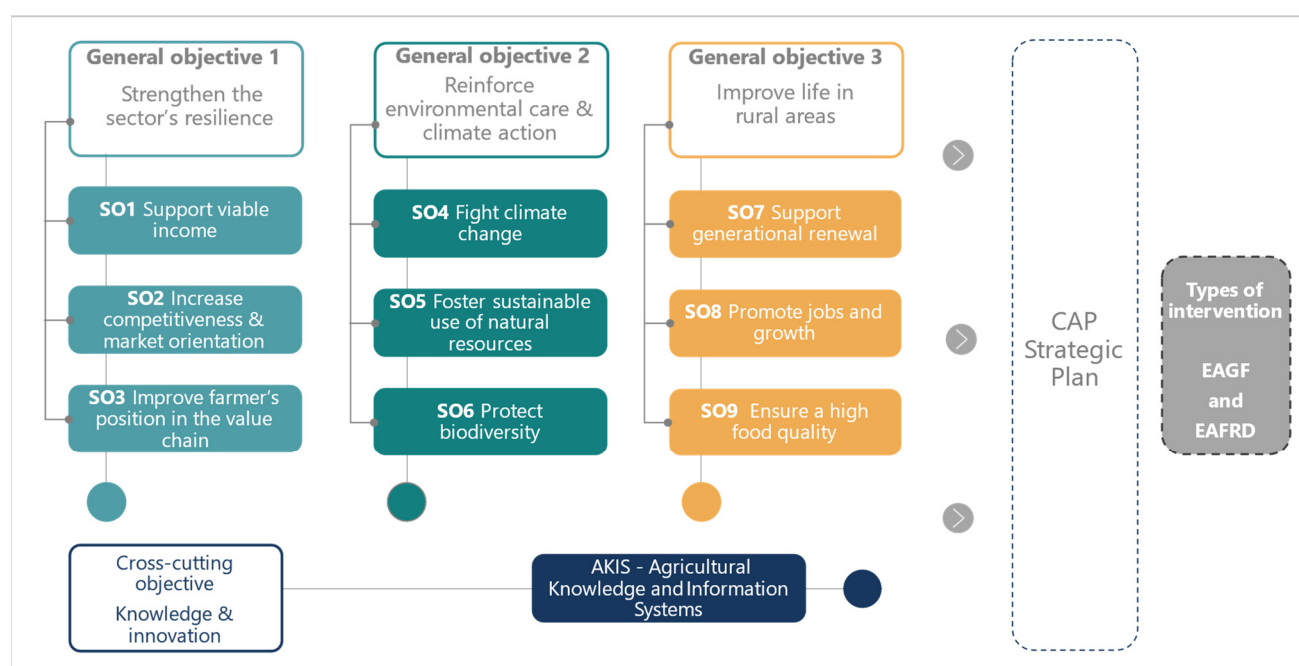 General objective 1
Strengthen the
sector's resilience
SO1 Support viable
income
SO2 Increase
competitiveness &
market orientation
SO3 Improve farmer's
position in the value
chain
General objective 2
Reinforce
environmental care &
climate action
SO4 Fight climate
change
SO5 Foster sustainable
use of natural
resources
SO6 Protect
biodiversity
General objective 3
Improve life in
rural areas
SO7 Support
generational renewal
SO8 Promote jobs and
growth
SO9 Ensure a high
food quality
Cross-cutting
objective
Knowledge &
innovation
AKIS - Agricultural
Knowledge and Information
Systems
CAP
Strategic
Plan
Types of
intervention
EAGF
and
EAFRD